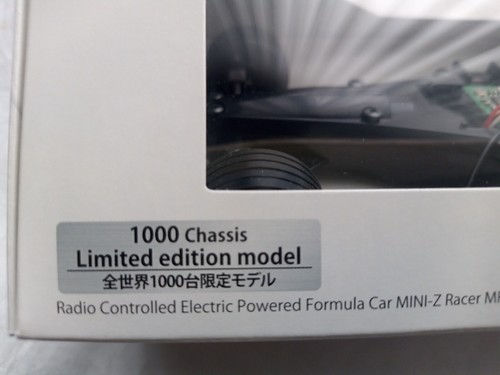 1000 Chassis
Limited edition model
全世界1000台限定モデル
Radio Controlled Electric Powered Formula Car MINI-Z Racer